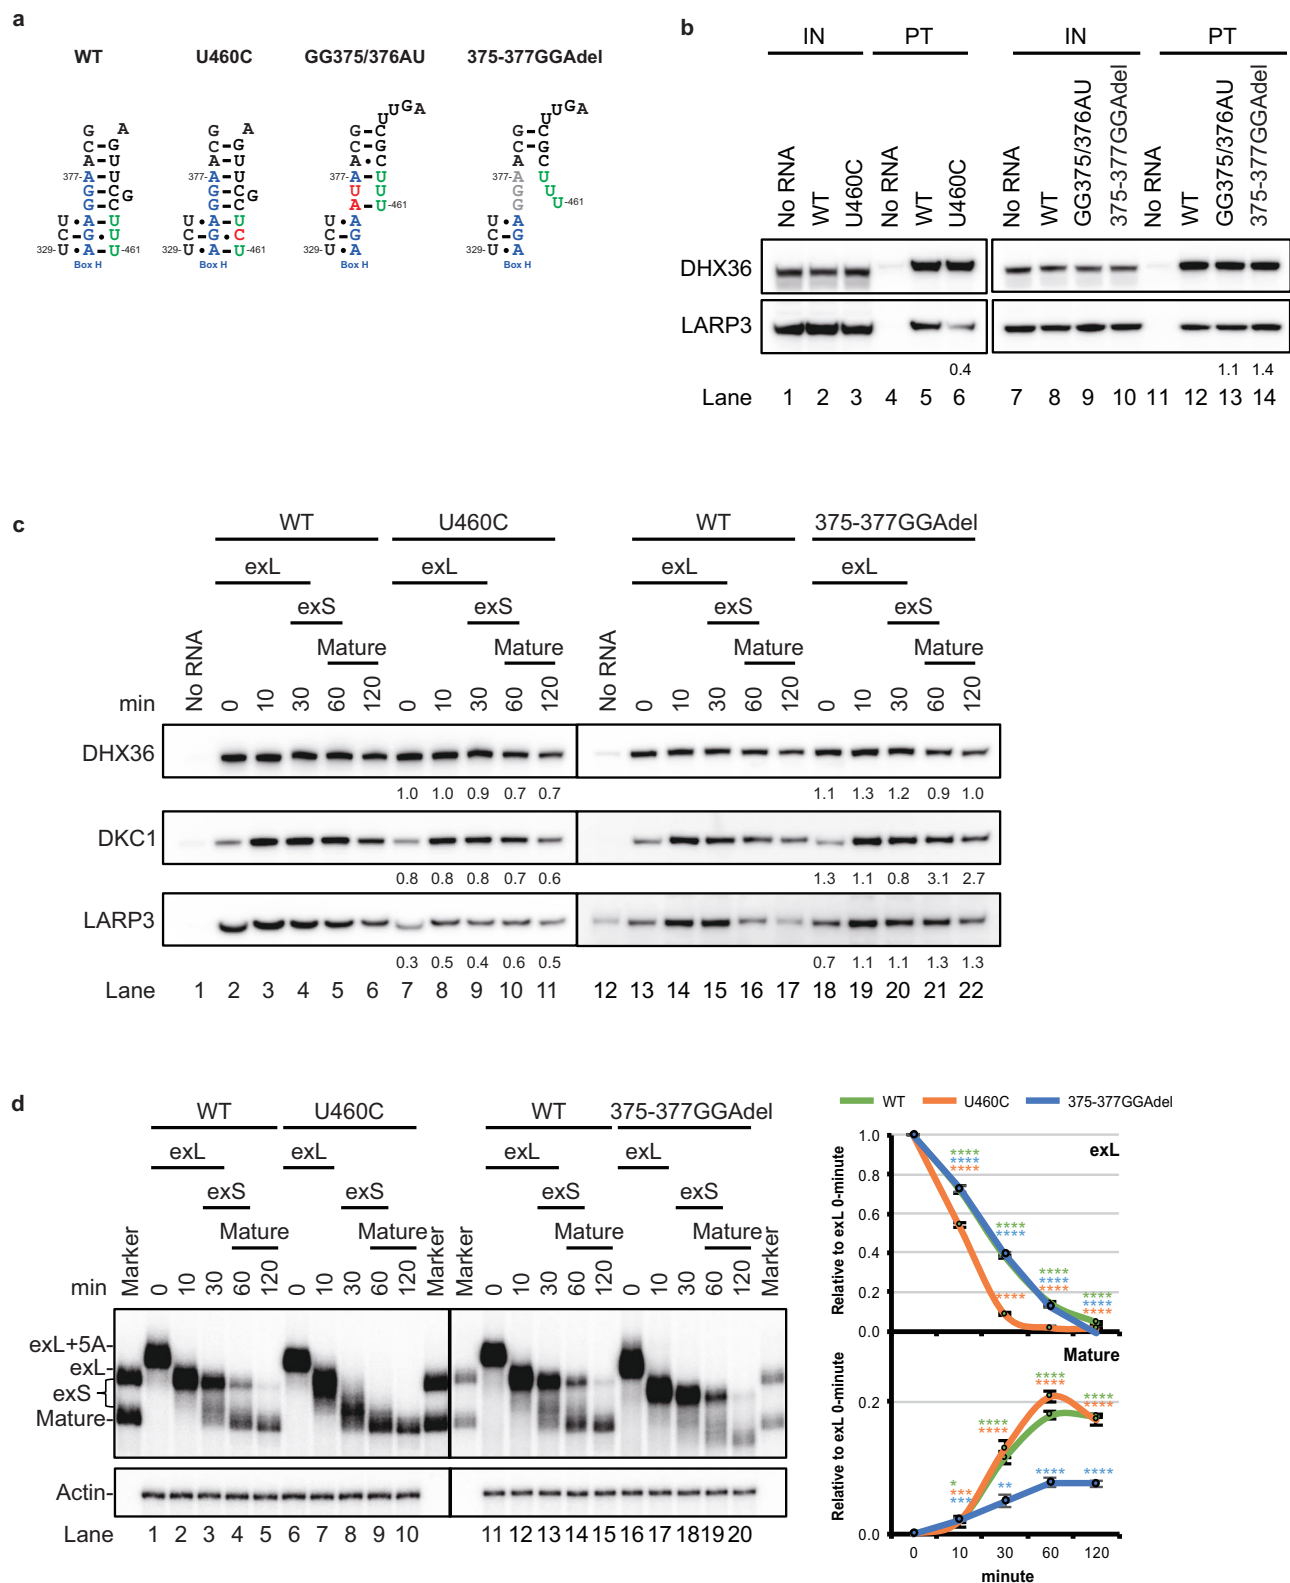 a
WT U460C GG375/376AU 375-377GGAdel
377- 377- 377- 377-
329- -461 329- -461 329- -461 329- -461
Box H Box H Box H Box H
b
IN PT IN PT
No RNA WT U460C No RNA WT U460C No RNA WT GG375/376AU 375-377GGAdel No RNA WT GG375/376AU 375-377GGAdel
DHX36
LARP3
0.4 1.1 1.4
Lane 1 2 3 4 5 6 7 8 9 10 11 12 13 14
c
WT U460C WT 375-377GGAdel
exL exL exL exL
exS exS exS exS
Mature Mature Mature Mature
min No RNA 0 10 30 60 120 0 10 30 60 120 No RNA 0 10 30 60 120 0 10 30 60 120
DHX36
1.0 1.0 0.9 0.7 0.7 1.1 1.3 1.2 0.9 1.0
DKC1
0.8 0.8 0.8 0.7 0.6 1.3 1.1 0.8 3.1 2.7
LARP3
0.3 0.5 0.4 0.6 0.5 0.7 1.1 1.1 1.3 1.3
Lane 1 2 3 4 5 6 7 8 9 10 11 12 13 14 15 16 17 18 19 20 21 22
d
WT U460C WT 375-377GGAdel
exL exL exL exL
exS exS exS exS
Mature Mature Mature Mature
min Marker 0 10 30 60 120 0 10 30 60 120 Marker Marker 0 10 30 60 120 0 10 30 60 120 Marker
exL+5A-
exL-
exS
Mature-
Actin-
Lane 1 2 3 4 5 6 7 8 9 10 11 12 13 14 15 16 17 18 19 20
WT U460C 375-377GGAdel
exL
Relative to exL 0-minute
1.0
0.8
0.6
0.4
0.2
0.0
**** **** ****
**** ****
****
**** **** ****
**** **** ****
Mature
Relative to exL 0-minute
0.2
0.0
* *** ***
**** ****
**
**** ****
****
**** ****
****
0 10 30 60 120
minute